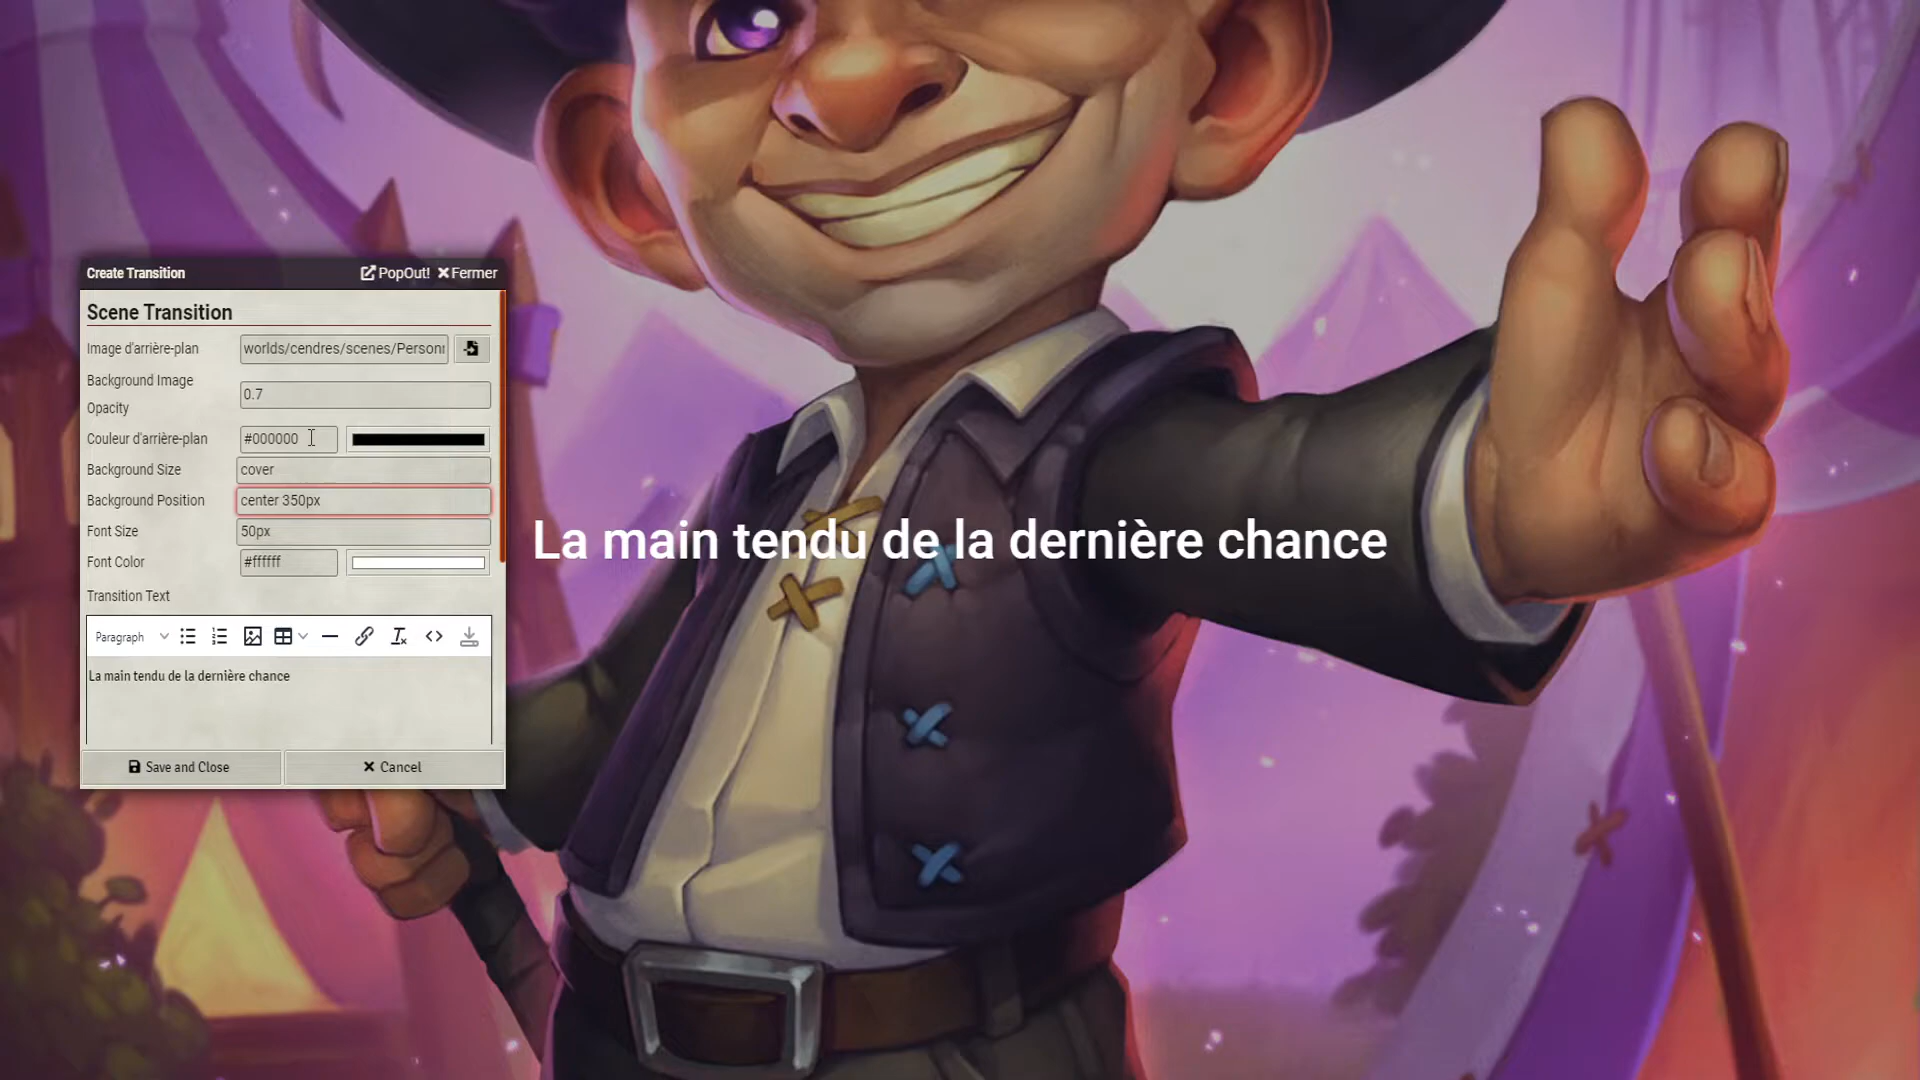 Create Transition PopOut! Fermer
Scene Transition
Image d'arrière-plan worlds/cendres/scenes/Person
Background Image Opacity 0.7
Couleur d'arrière-plan #000000
Background Size cover
Background Position center 350px
Font Size 50px
Font Color #ffffff
Transition Text
Paragraph
La main tendu de la dernière chance
Save and Close Cancel
La main tendu de la dernière chance